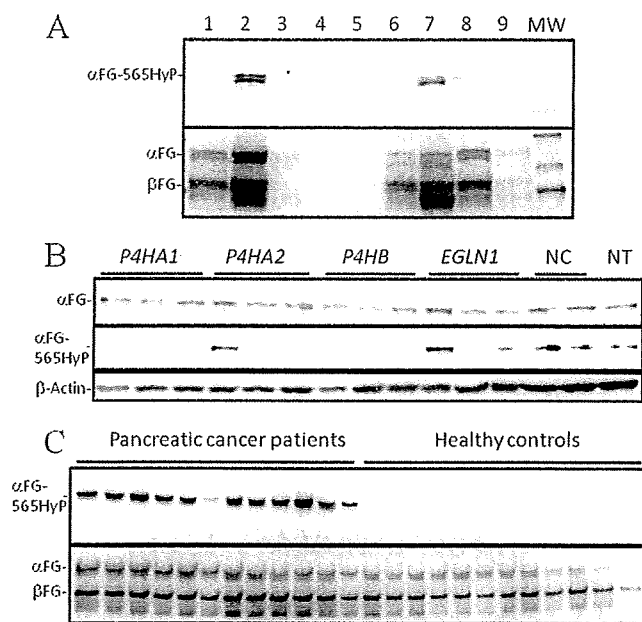 A
1 2 3 4 5 6 7 8 9 MW
αFG-565HyP-
αFG-
βFG-
B
P4HA1 P4HA2 P4HB EGLN1 NC NT
αFG-
αFG-
565HyP
β-Actin-
C
Pancreatic cancer patients Healthy controls
αFG-
565HyP
αFG-
βFG-